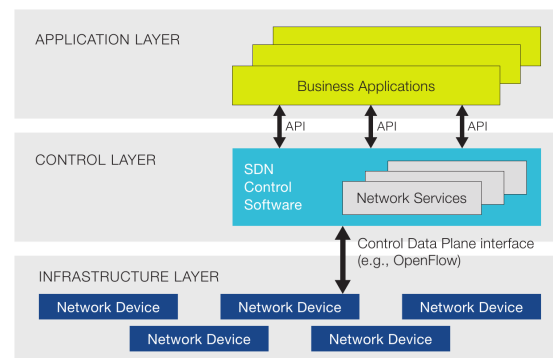 APPLICATION LAYER
Business Applications
API
API
API
CONTROL LAYER
SDN
Control
Software
Network Services
Control Data Plane interface
(e.g., OpenFlow)
INFRASTRUCTURE LAYER
Network Device
Network Device
Network Device
Network Device
Network Device